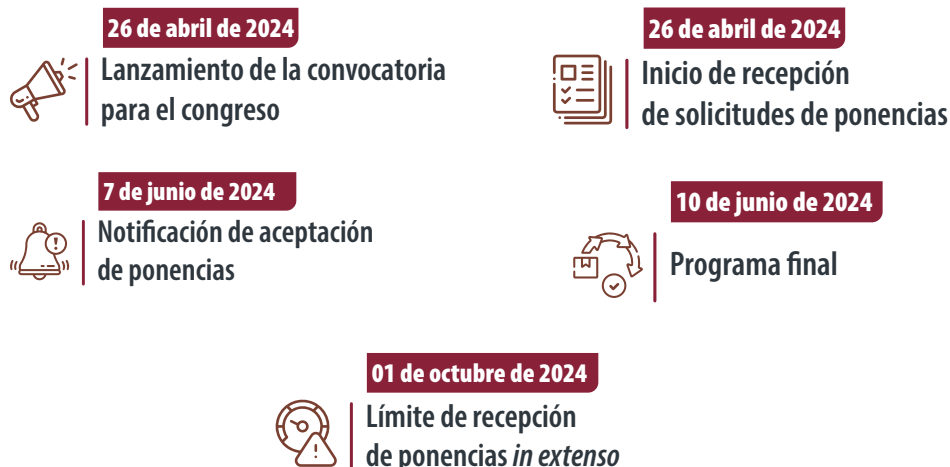 26 de abril de 2024
Lanzamiento de la convocatoria
para el congreso
26 de abril de 2024
Inicio de recepción
de solicitudes de ponencias
7 de junio de 2024
Notificación de aceptación
de ponencias
10 de junio de 2024
Programa final
01 de octubre de 2024
Límite de recepción
de ponencias in extenso